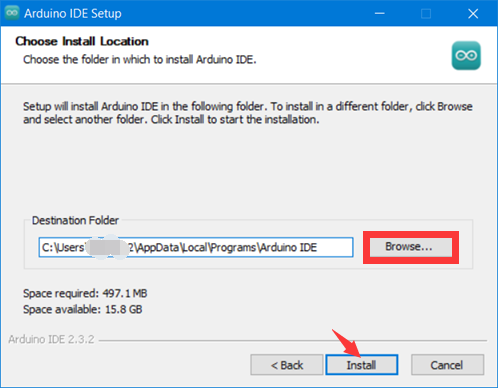 Arduino IDE Setup
Choose Install Location
Choose the folder in which to install Arduino IDE.
Setup will install Arduino IDE in the following folder. To install in a different folder, click Browse
and select another folder. Click Install to start the installation.
Destination Folder
C:\Users\ 2\AppData\Local\Programs\Arduino IDE
Browse...
Space required: 497.1 MB
Space available: 15.8 GB
Arduino IDE 2.3.2
< Back
Install
Cancel